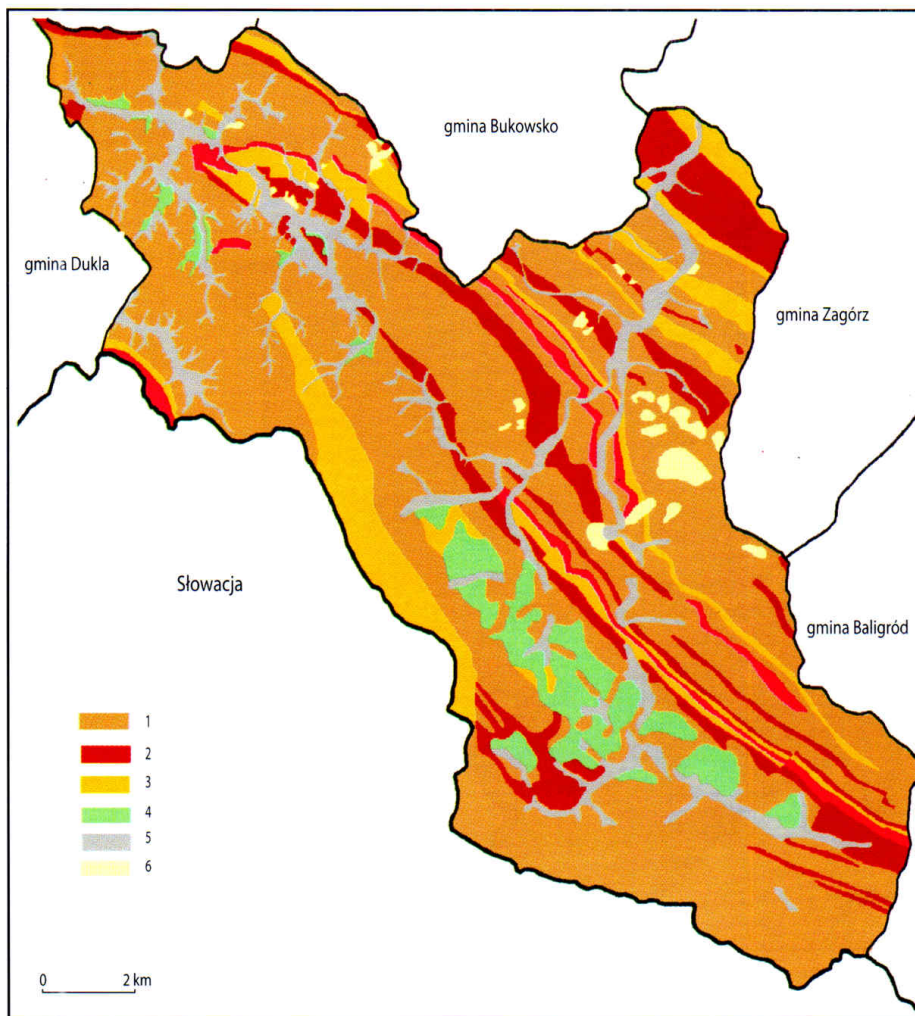 gmina Bukowsko
gmina Dukla
gmina Zagórz
Słowacja
gmina Baligród
1
2
3
4
5
6
0 2 km